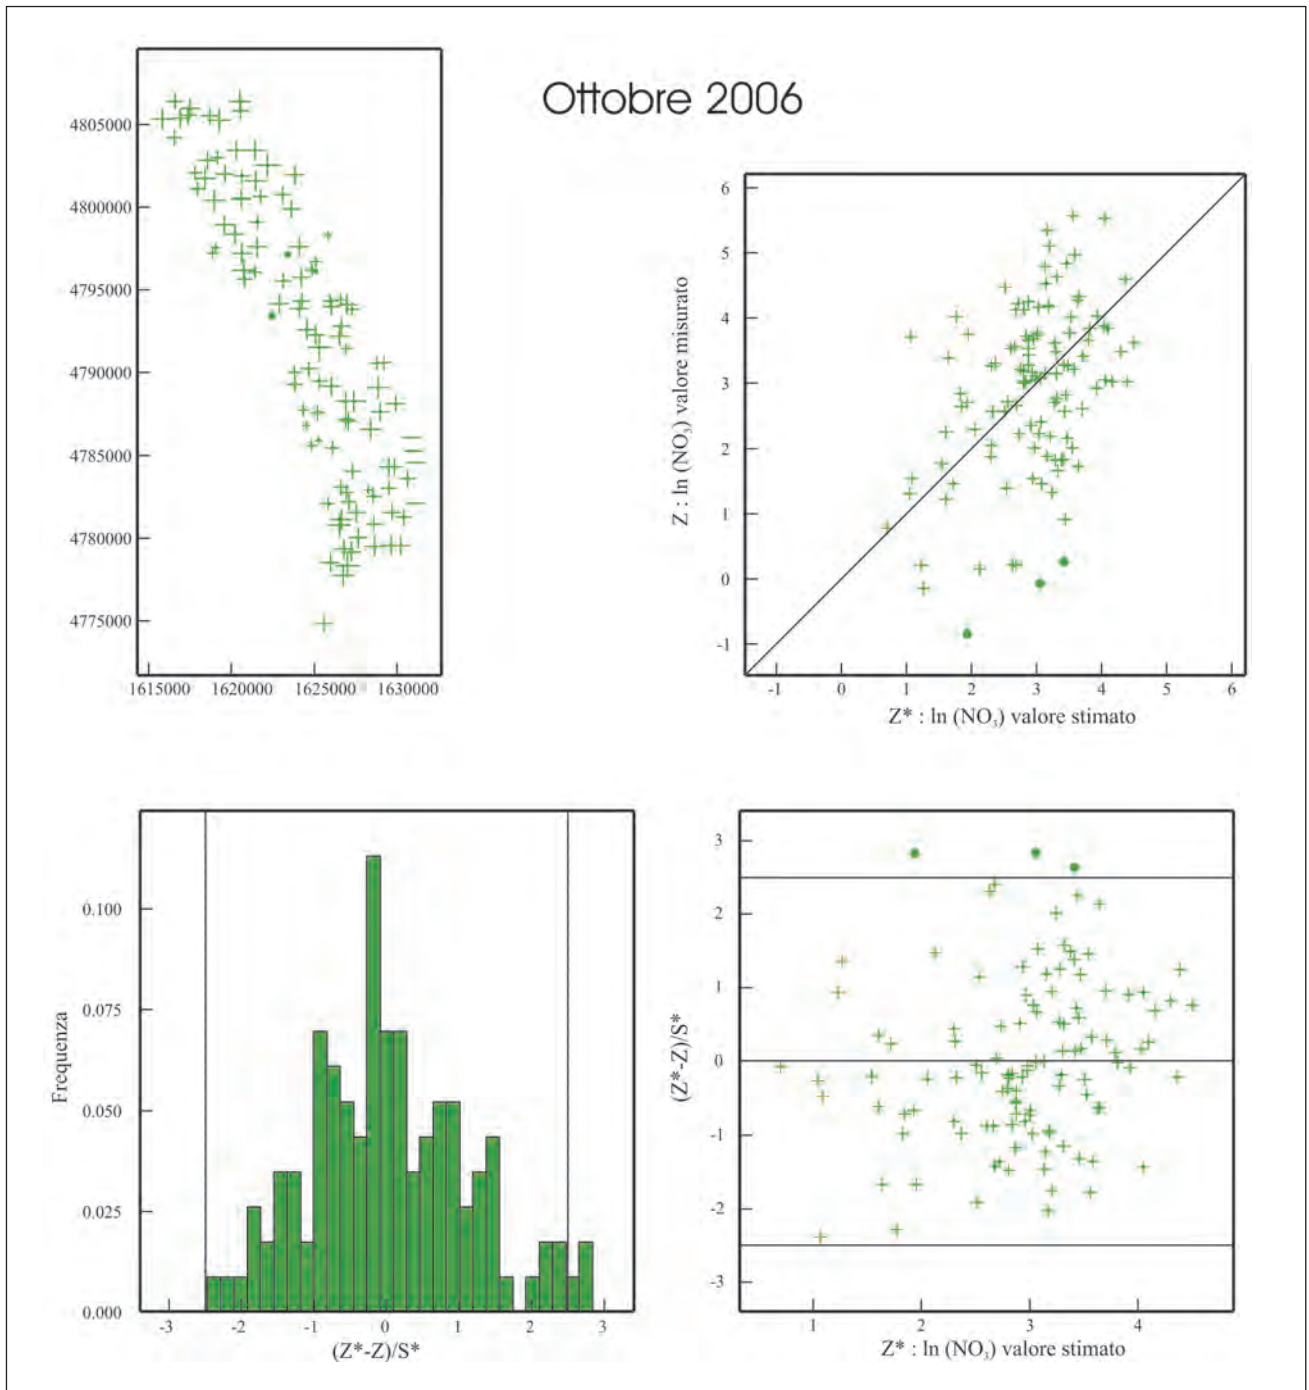 Ottobre 2006
4805000
4800000
4795000
4790000
4785000
4780000
4775000
1615000 1620000 1625000 1630000
6
5
4
3
2
1
0
-1
Z : ln (NO₃) valore misurato
-1 0 1 2 3 4 5 6
Z* : ln (NO₃) valore stimato
0.100
0.075
0.050
0.025
0.000
Frequenza
-3 -2 -1 0 1 2 3
(Z*-Z)/S*
3
2
1
0
-1
-2
-3
(Z*-Z)/S*
1 2 3 4
Z* : ln (NO₃) valore stimato